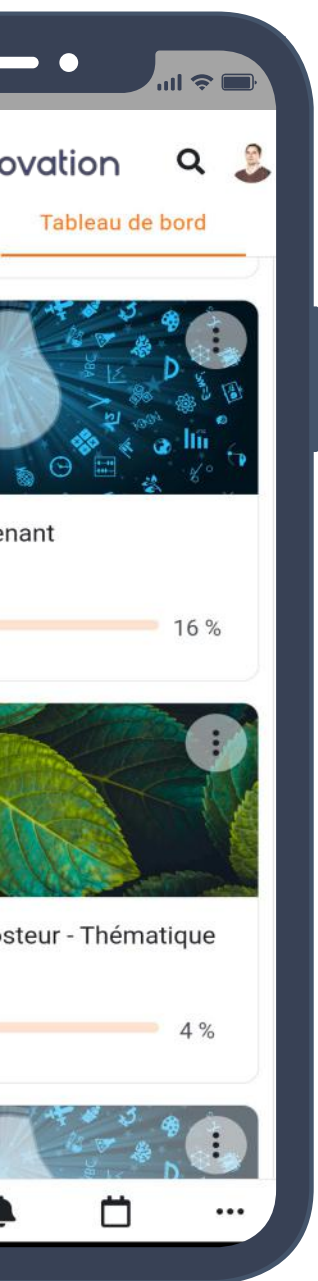 ovation
Tableau de bord
enant
16 %
osteur - Thématique
4 %